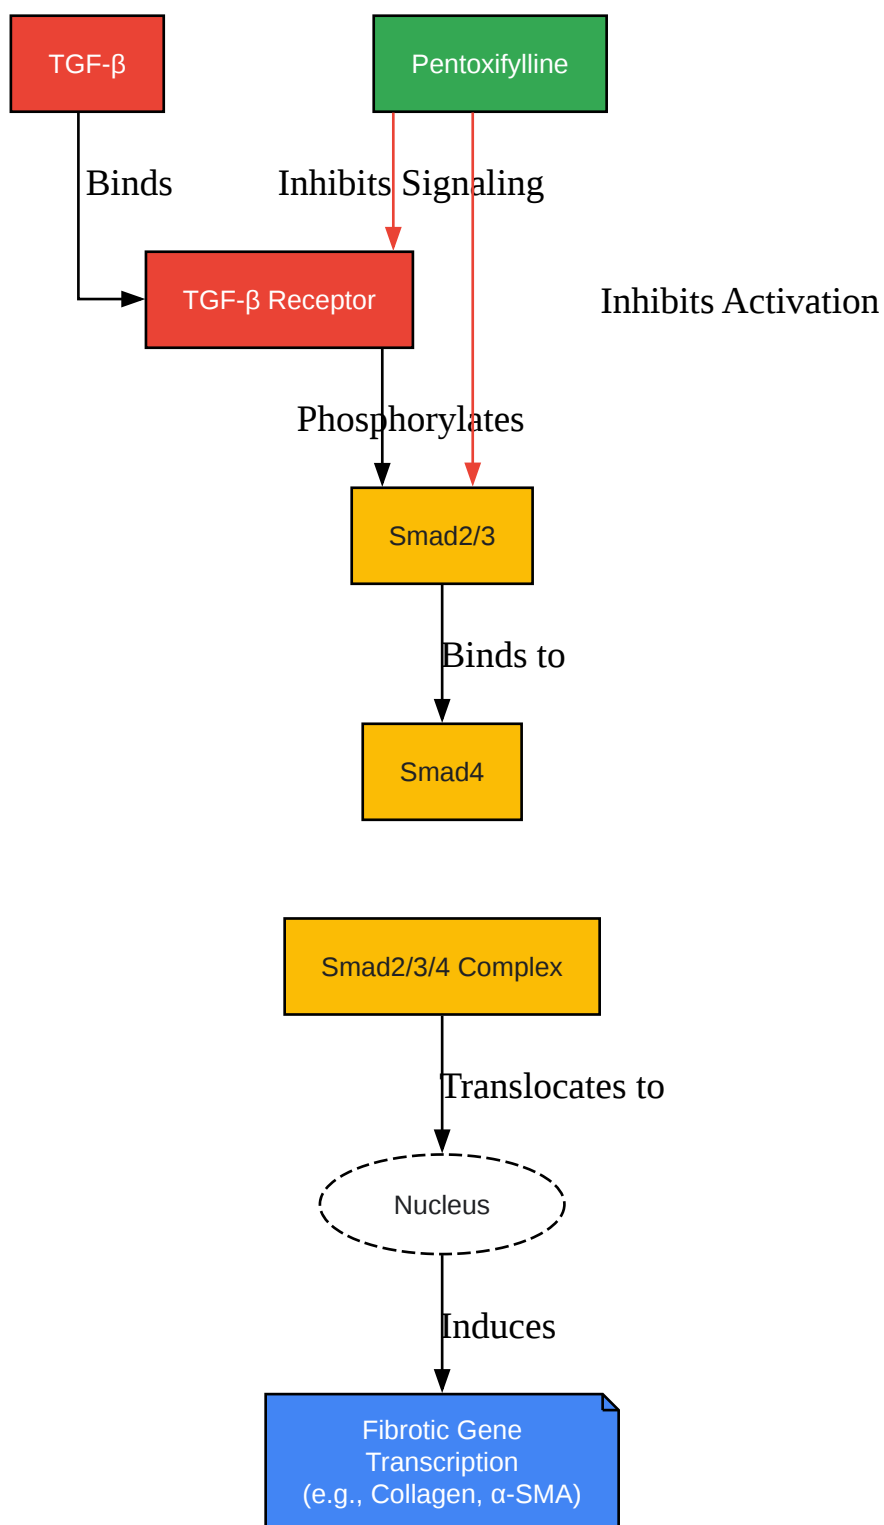 TGF-β
Pentoxifylline
Binds
Inhibits Signaling
TGF-β Receptor
Inhibits Activation
Phosphorylates
Smad2/3
Binds to
Smad4
Smad2/3/4 Complex
Translocates to
Nucleus
Induces
Fibrotic Gene
Transcription
(e.g., Collagen, α-SMA)